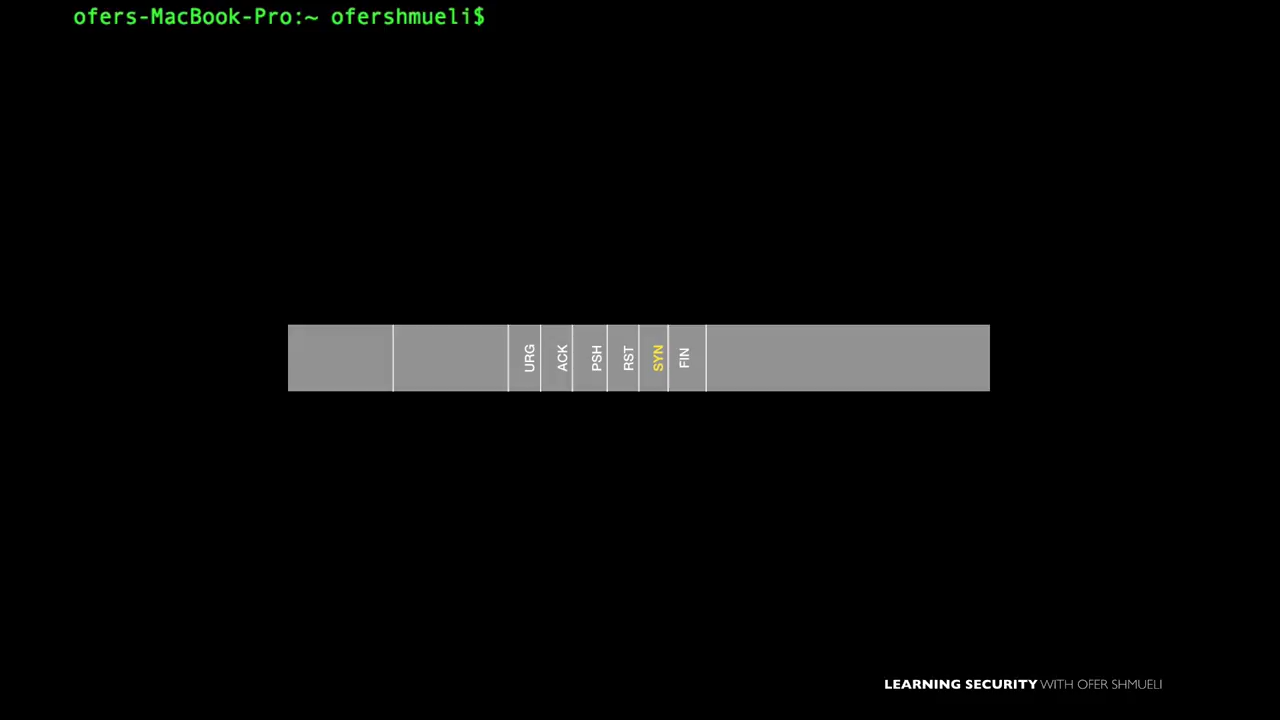 ofers-MacBook-Pro:~ ofershmueli$
URG ACK PSH RST SYN FIN
LEARNING SECURITY WITH OFER SHMUELI